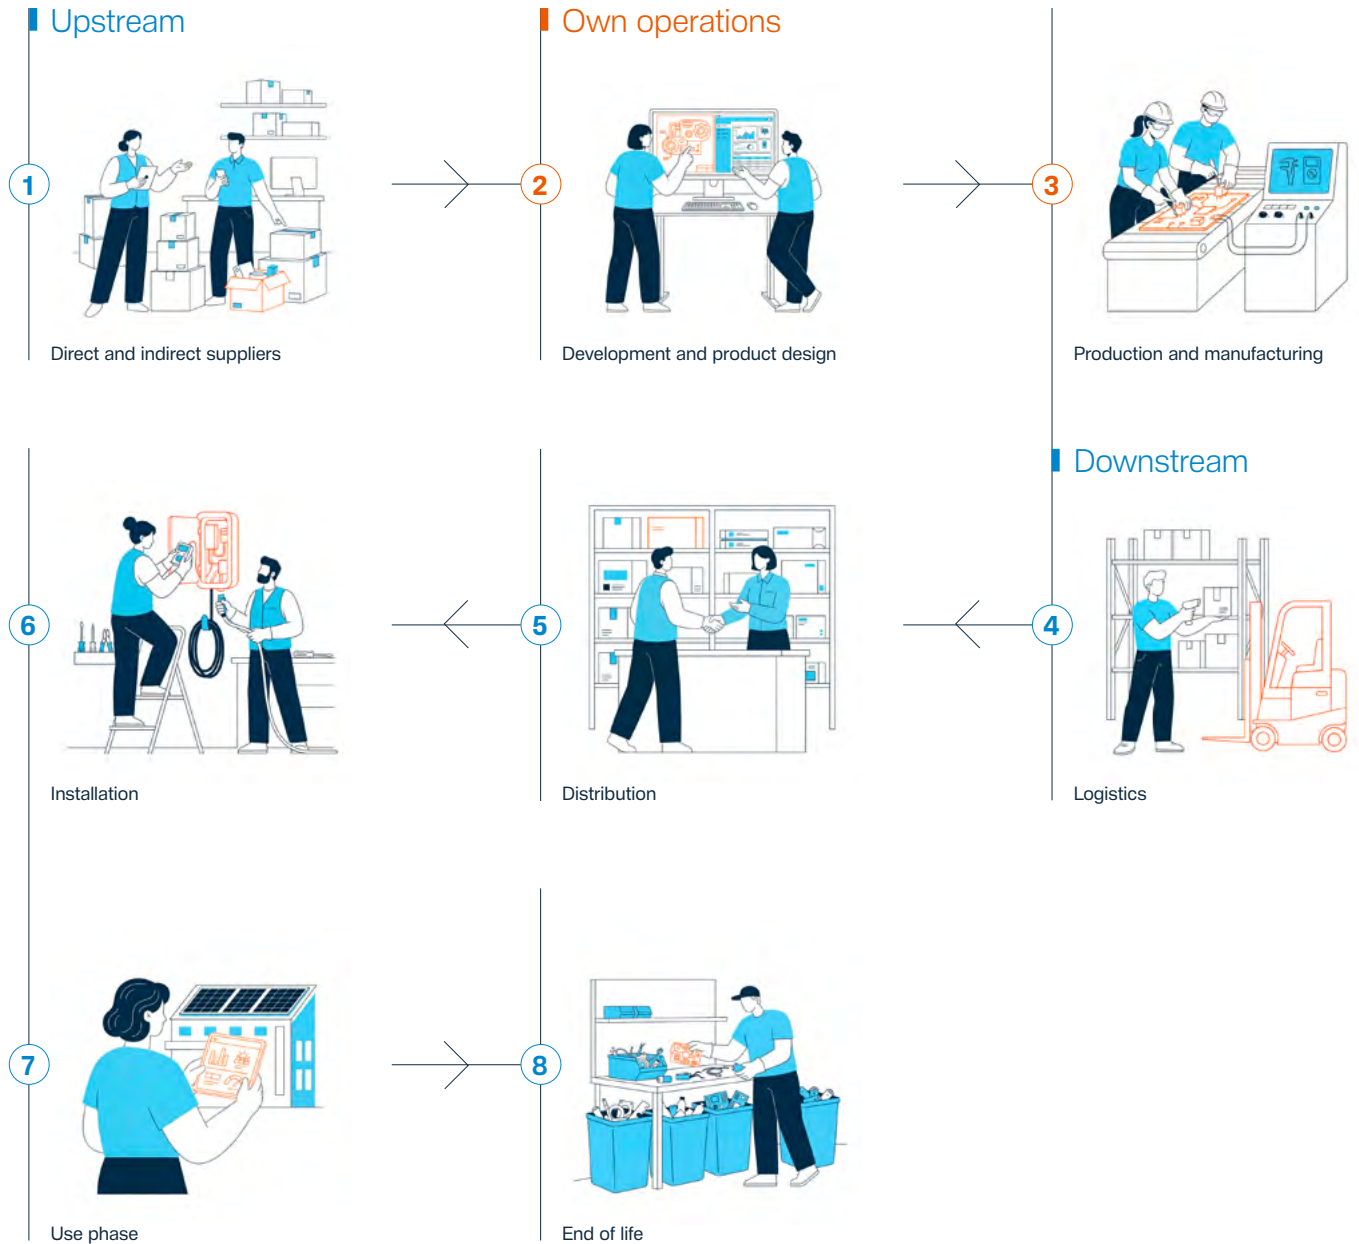 Upstream
Own operations
1
2
3
Direct and indirect suppliers
Development and product design
Production and manufacturing
Downstream
6
5
4
Installation
Distribution
Logistics
7
8
Use phase
End of life